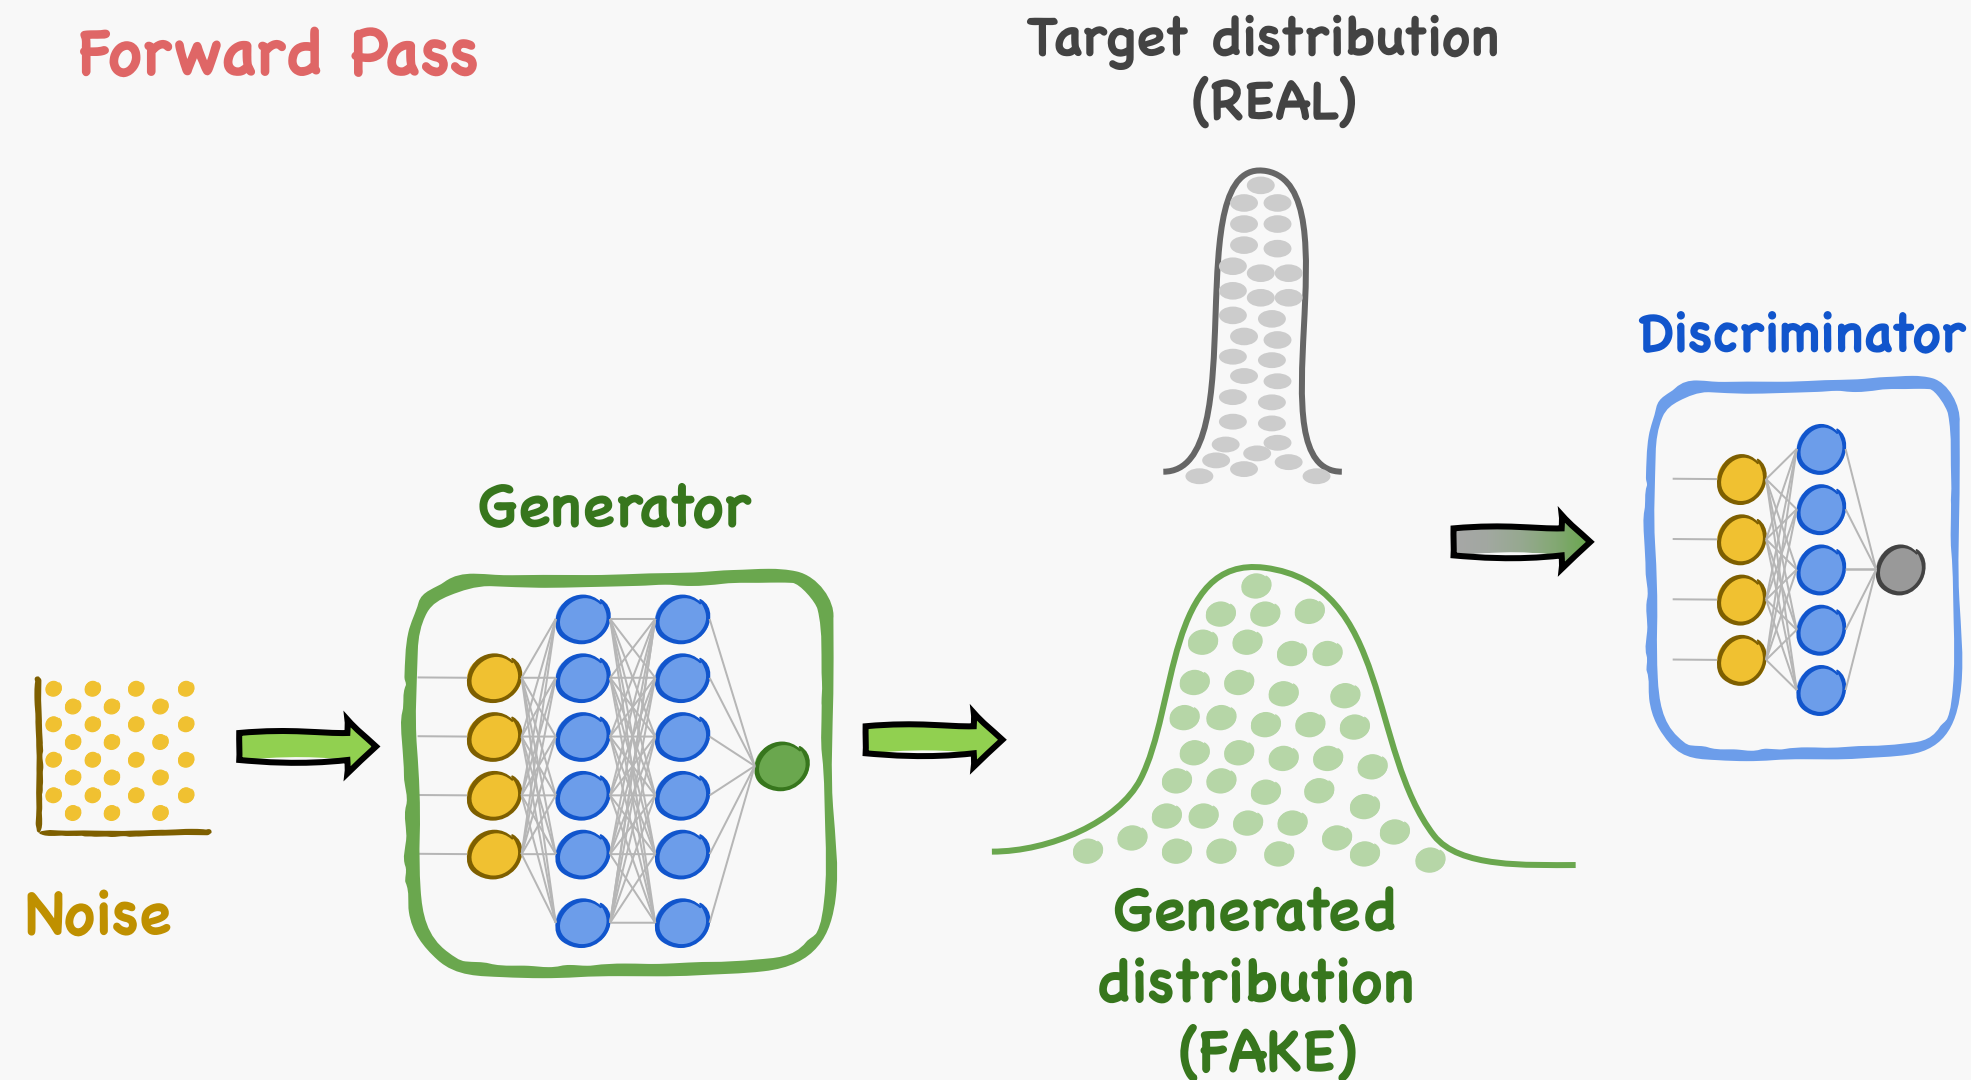 Forward Pass
Target distribution
(REAL)
Discriminator
Generator
Noise
Generated
distribution
(FAKE)